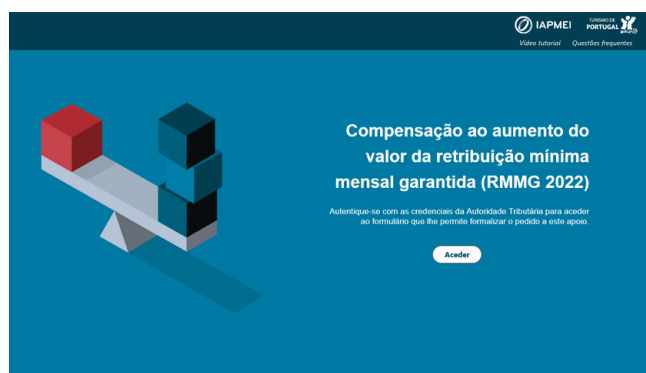 IAPMEI
TURISMO DE
PORTUGAL
Vídeo tutorial Questões frequentes
Compensação ao aumento do
valor da retribuição mínima
mensal garantida (RMMG 2022)
Autentique-se com as credenciais da Autoridade Tributária para aceder
ao formulário que lhe permite formalizar o pedido a este apoio.
Aceder